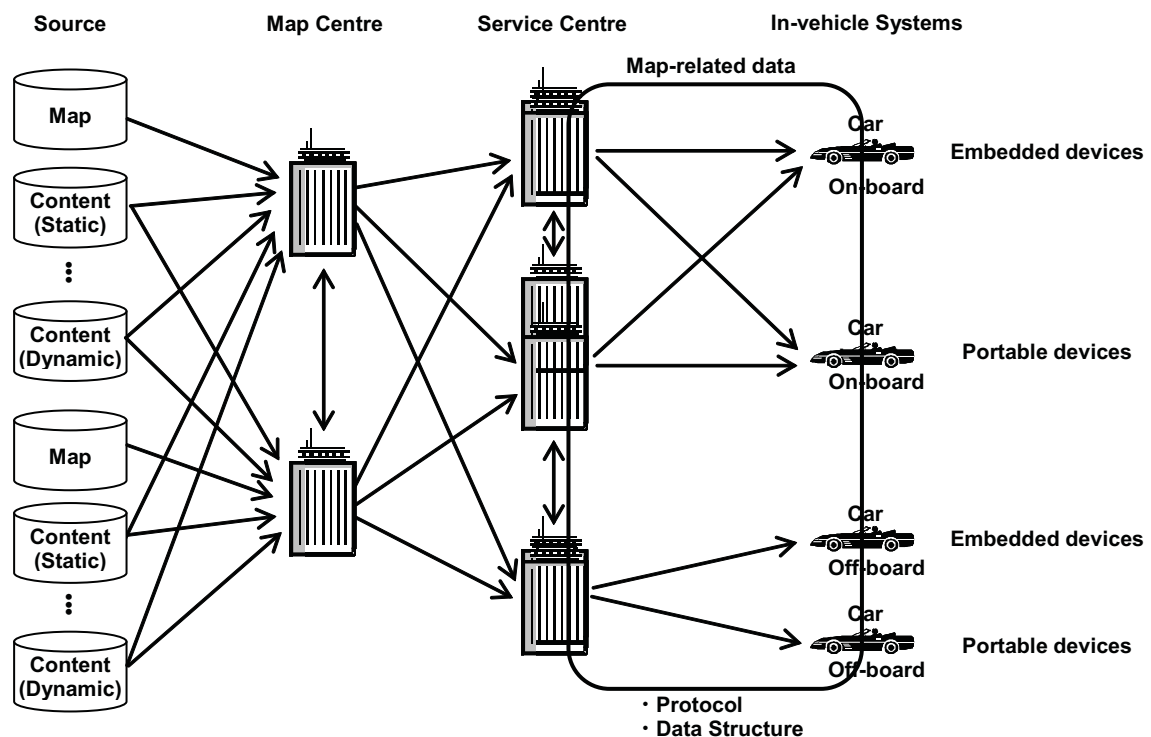 Source
Map Centre
Service Centre
In-vehicle Systems
Map-related data
Map
Content
(Static)
Content
(Dynamic)
Map
Content
(Static)
Content
(Dynamic)
Car
On-board
Embedded devices
Car
On-board
Portable devices
Car
Off-board
Embedded devices
Car
Off-board
Portable devices
・Protocol
・Data Structure